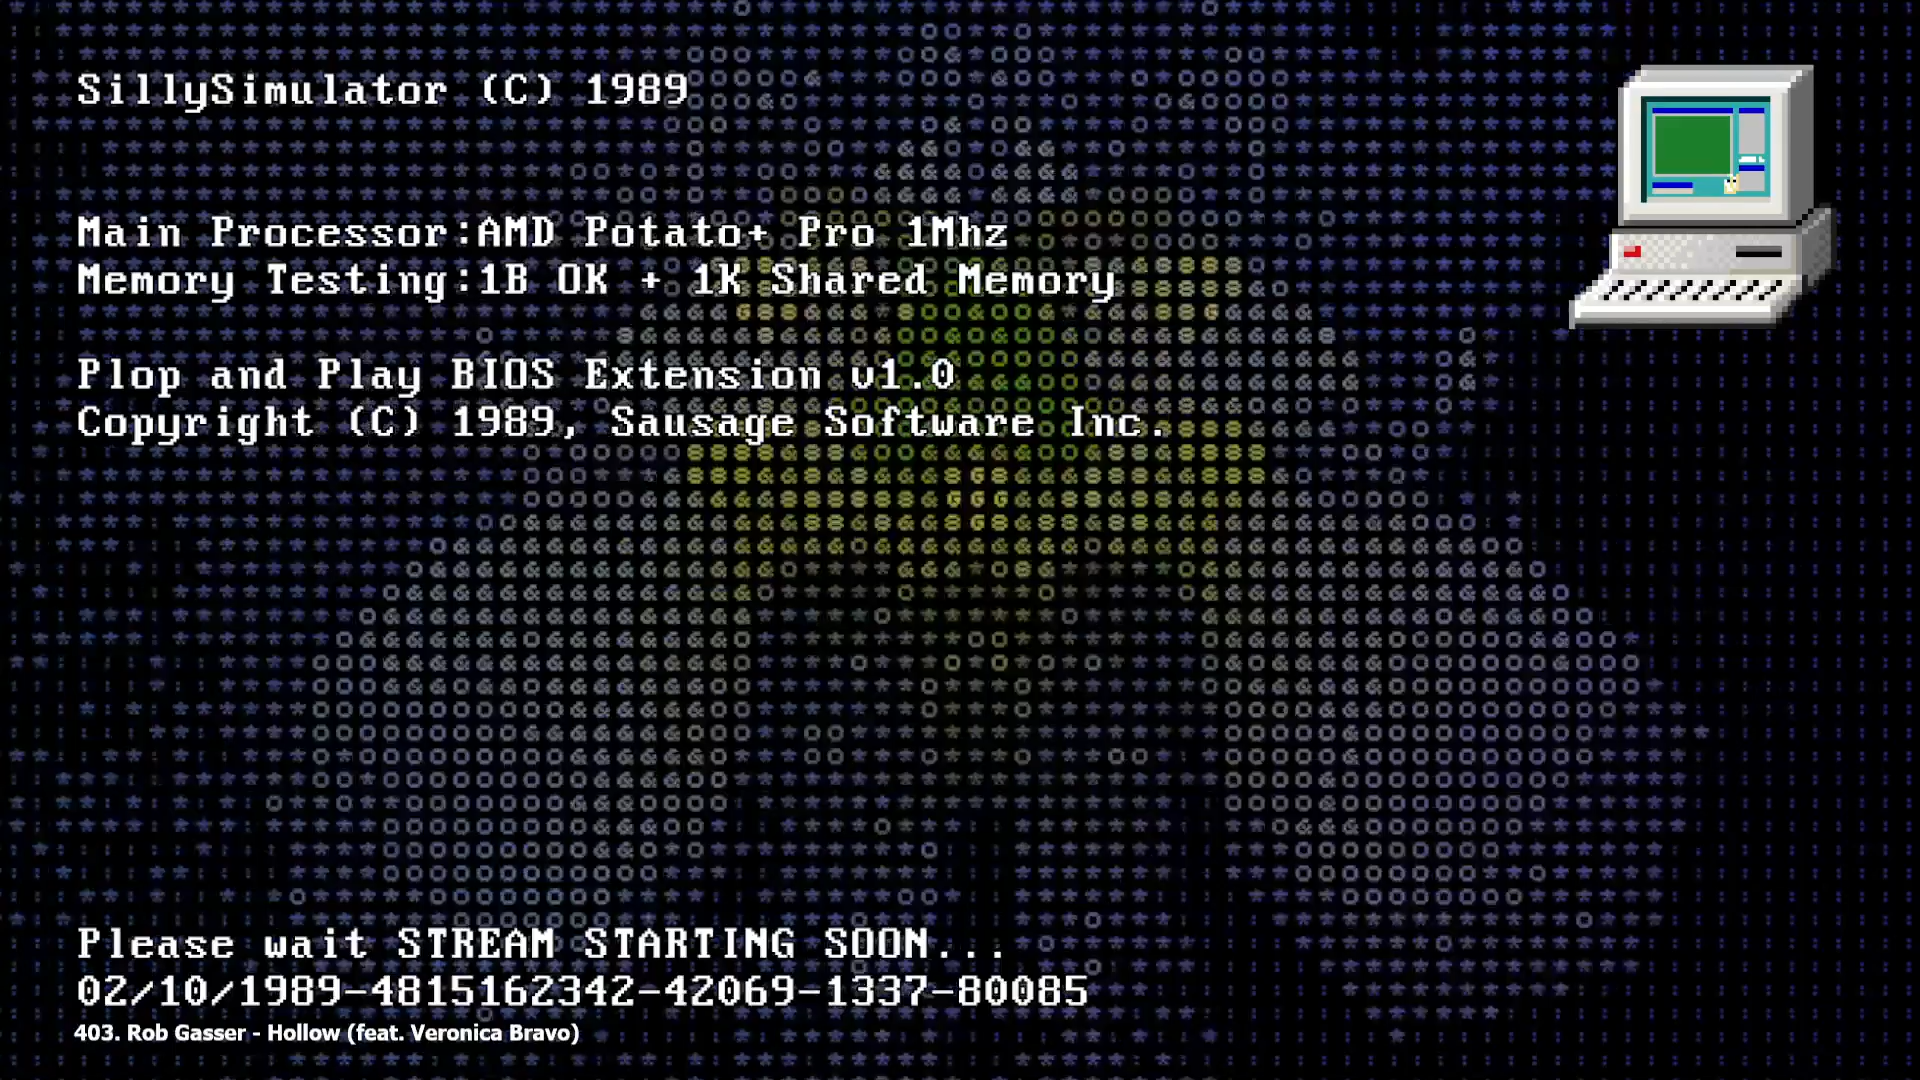 SillySimulator (C) 1989
Main Processor:AMD Potato+ Pro 1Mhz
Memory Testing:1B OK + 1K Shared Memory
Plop and Play BIOS Extension v1.0
Copyright (C) 1989, Sausage Software Inc.
Please wait STREAM STARTING SOON...
02/10/1989-4815162342-42069-1337-80085
403. Rob Gasser - Hollow (feat. Veronica Bravo)